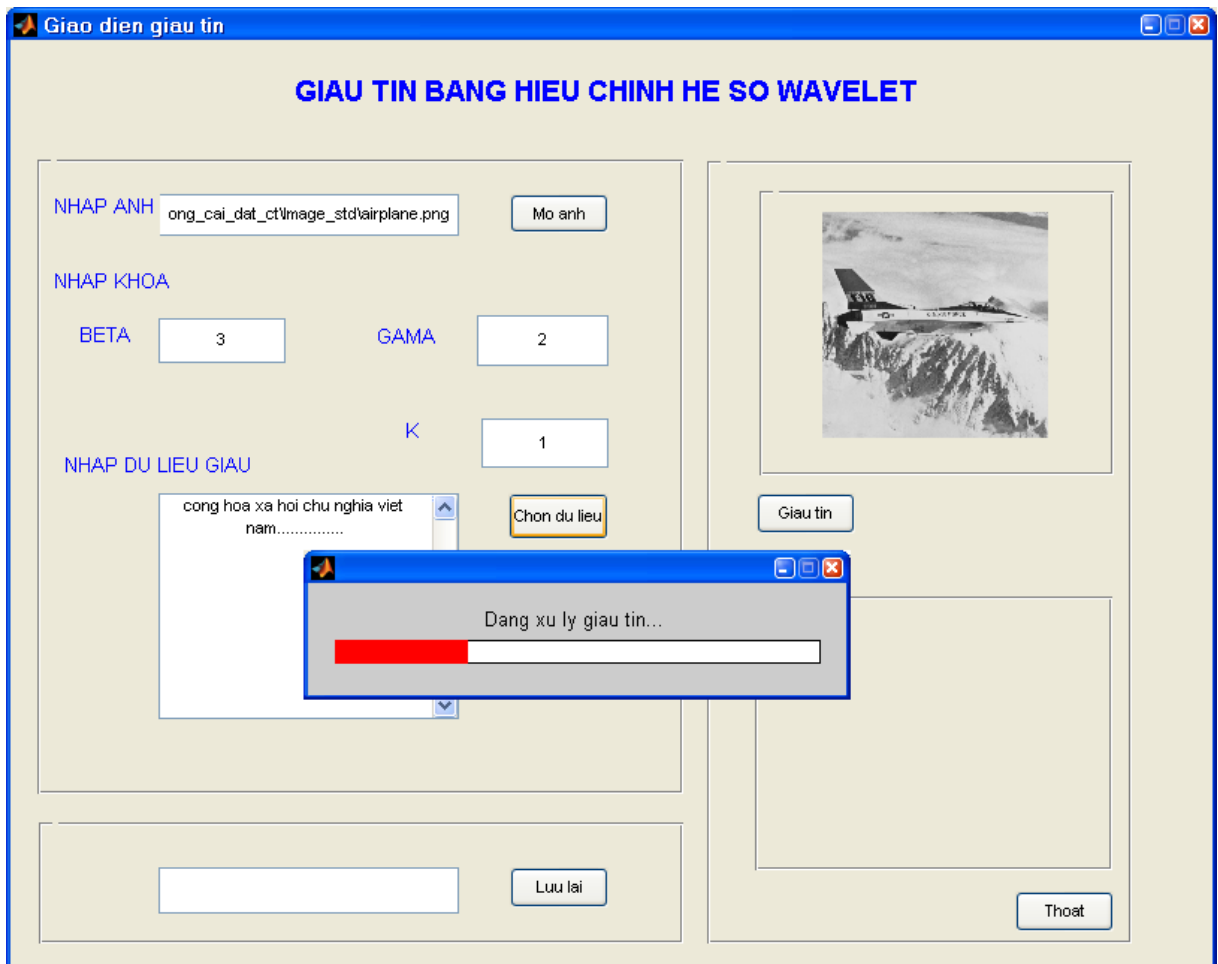 Giao dien giau tin
GIAU TIN BANG HIEU CHINH HE SO WAVELET
NHAP ANH
ong_cai_dat_ct\Image_std\airplane.png
Mo anh
NHAP KHOA
BETA
3
GAMA
2
K
1
NHAP DU LIEU GIAU
cong hoa xa hoi chu nghia viet
nam..............
Chon du lieu
Dang xu ly giau tin...
Luu lai
Giau tin
Thoat